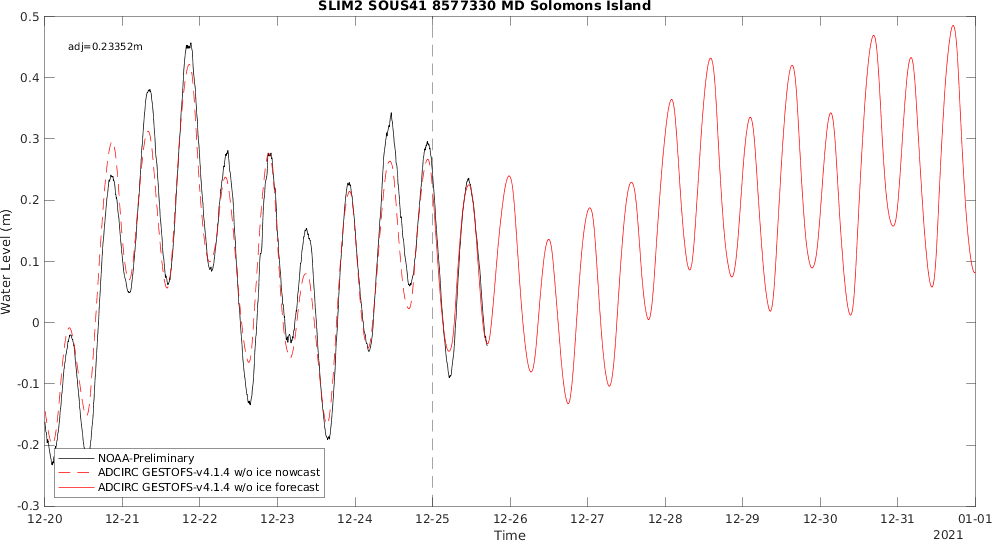 SLIM2 SOUS41 8577330 MD Solomons Island
adj=0.23352m
Water Level (m)
0.5
0.4
0.3
0.2
0.1
0
-0.1
-0.2
-0.3
NOAA-Preliminary
ADCIRC GESTOFS-v4.1.4 w/o ice nowcast
ADCIRC GESTOFS-v4.1.4 w/o ice forecast
12-20 12-21 12-22 12-23 12-24 12-25 12-26 12-27 12-28 12-29 12-30 12-31 01-01
Time
2021